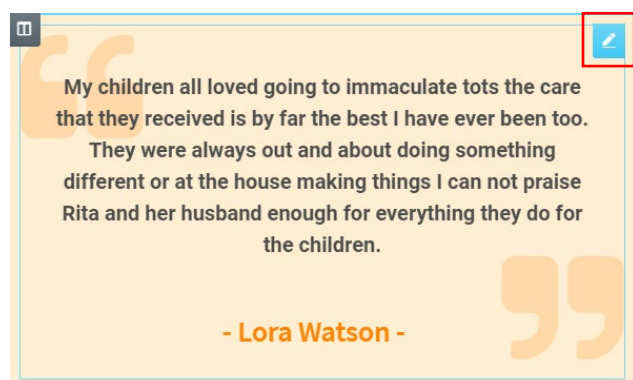 My children all loved going to immaculate tots the care
that they received is by far the best I have ever been too.
They were always out and about doing something
different or at the house making things I can not praise
Rita and her husband enough for everything they do for
the children.
- Lora Watson -